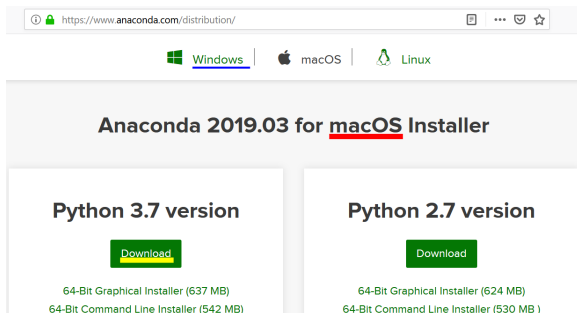 https://www.anaconda.com/distribution/
Windows macOS Linux
Anaconda 2019.03 for macOS Installer
Python 3.7 version Python 2.7 version
Download Download
64-Bit Graphical Installer (637 MB) 64-Bit Graphical Installer (624 MB)
64-Bit Command Line Installer (542 MB) 64-Bit Command Line Installer (530 MB )